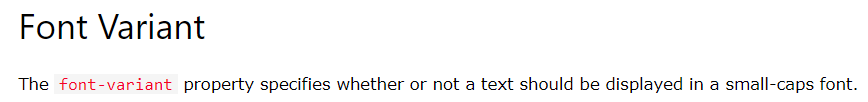 Font Variant
The font-variant property specifies whether or not a text should be displayed in a small-caps font.